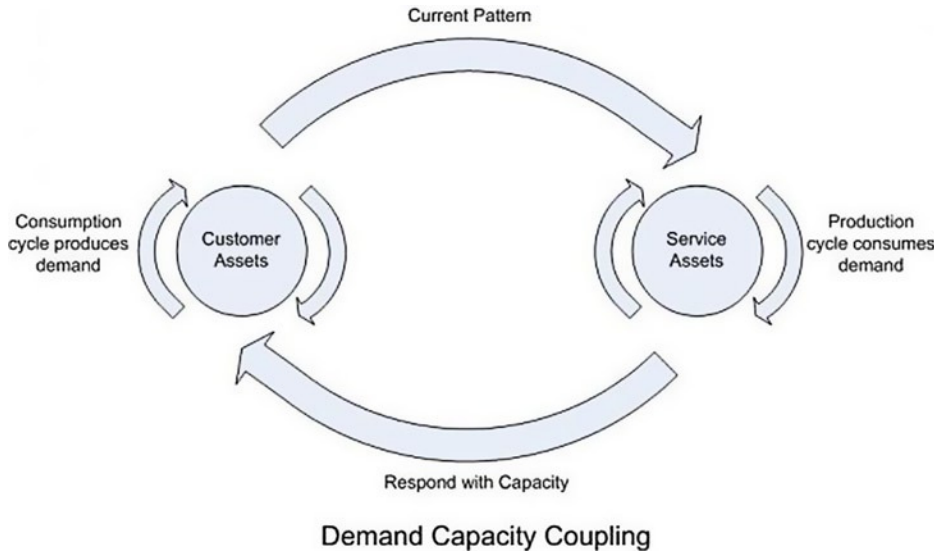 Current Pattern
Consumption
cycle produces
demand
Customer
Assets
Service
Assets
Production
cycle consumes
demand
Respond with Capacity
Demand Capacity Coupling